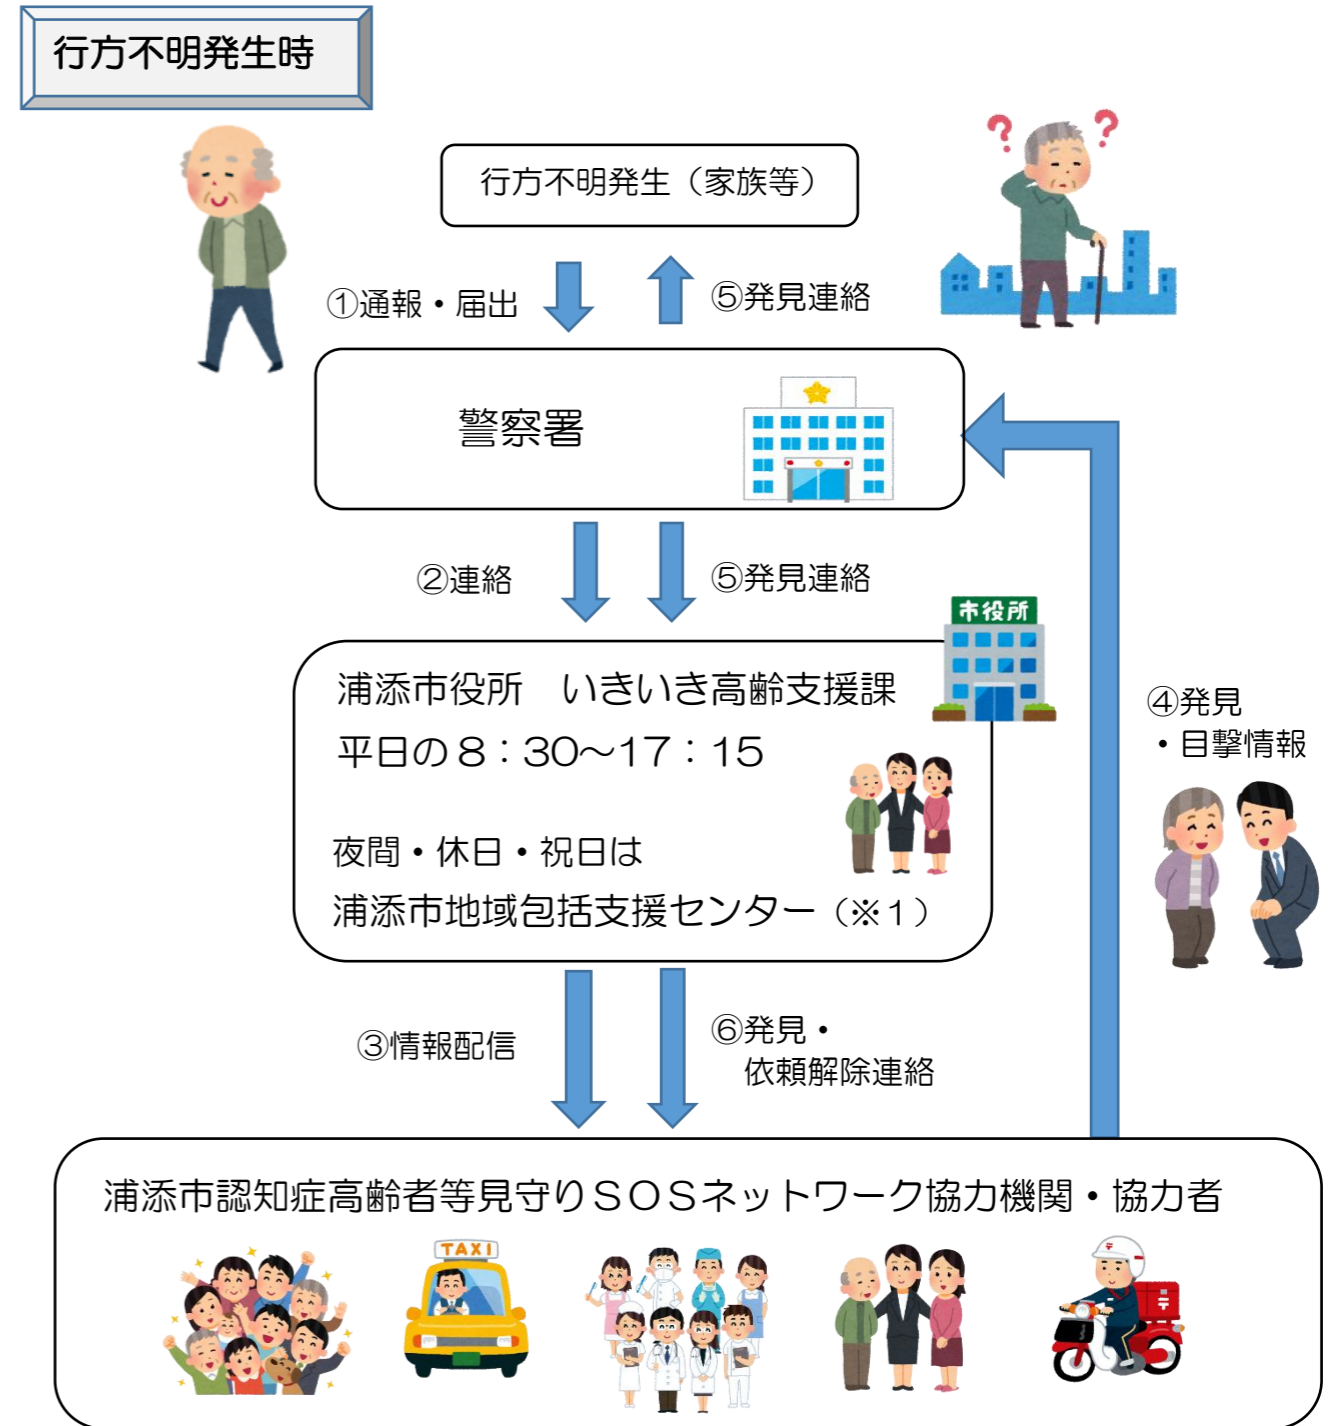 行方不明発生時
行方不明発生（家族等）
①通報・届出
⑤発見連絡
警察署
②連絡
⑤発見連絡
市役所
浦添市役所　いきいき高齢支援課
平日の８：30～17：15
夜間・休日・祝日は
浦添市地域包括支援センター（※１）
④発見
・目撃情報
③情報配信
⑥発見・
依頼解除連絡
浦添市認知症高齢者等見守りＳＯＳネットワーク協力機関・協力者
TAXI